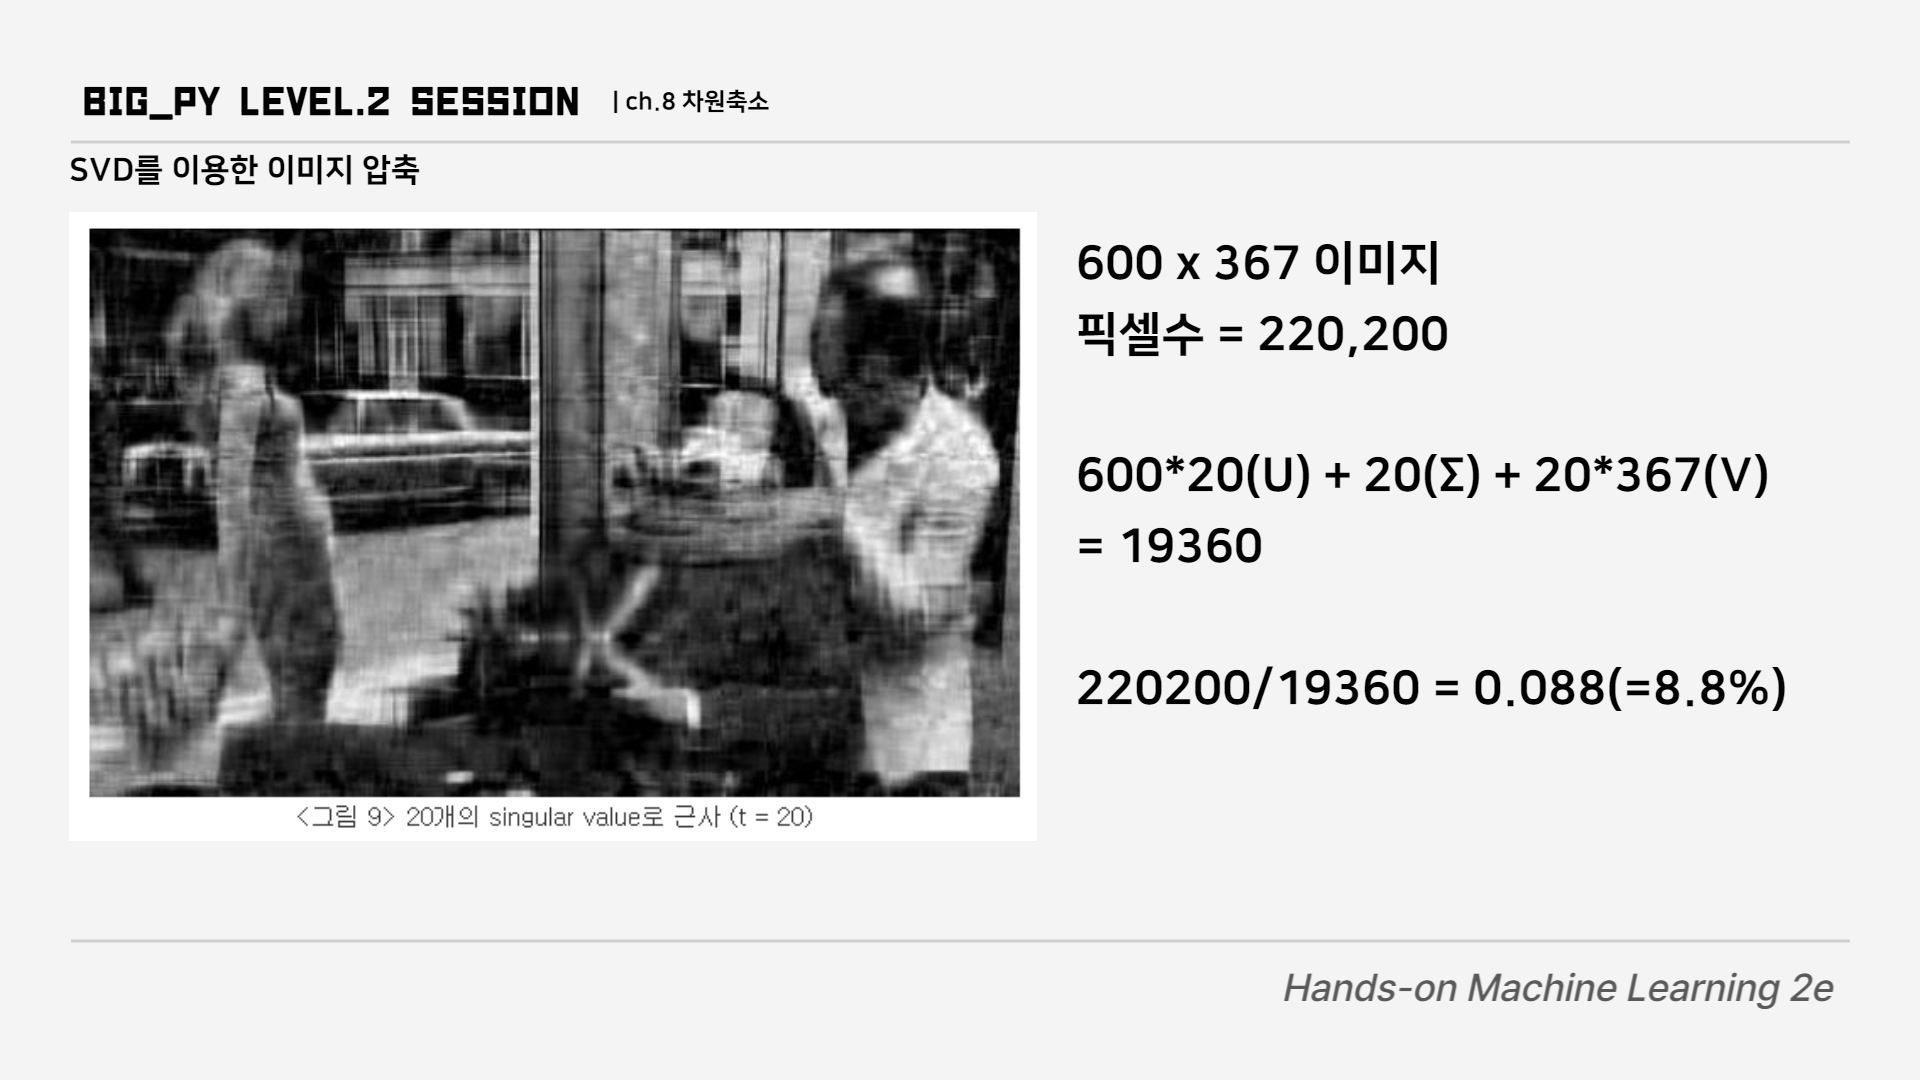 BIG_PY LEVEL.2 SESSION | ch.8 차원축소
SVD를 이용한 이미지 압축
600 x 367 이미지
픽셀수 = 220,200
600*20(U) + 20(Σ) + 20*367(V)
= 19360
220200/19360 = 0.088(=8.8%)
<그림 9> 20개의 singular value로 근사 (t = 20)
Hands-on Machine Learning 2e